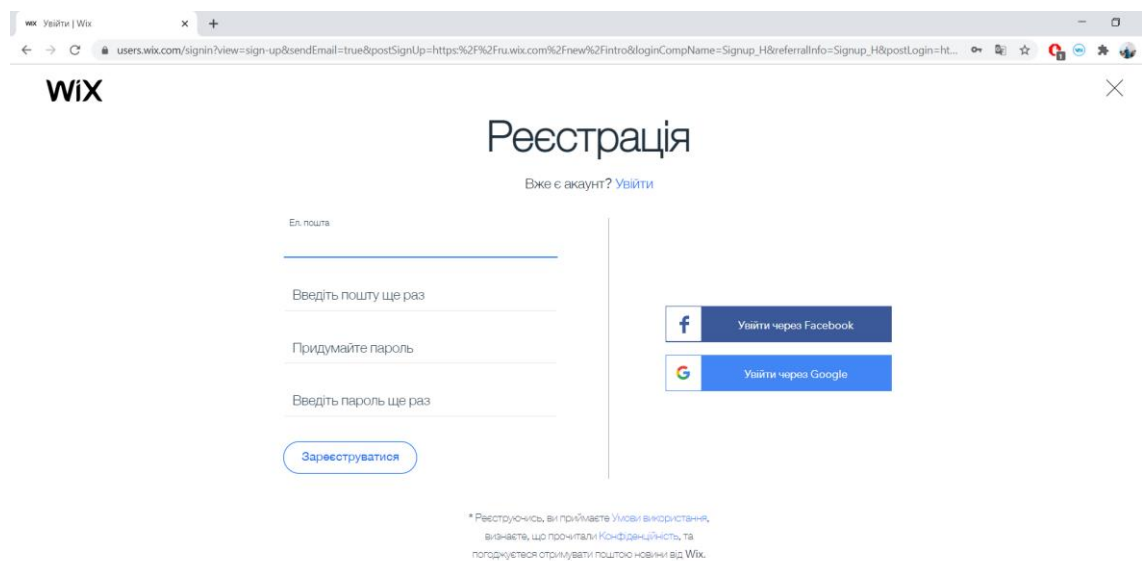 WiX Увійти | Wix
users.wix.com/signin?view=sign-up&sendEmail=true&postSignUp=https:%2F%2Fru.wix.com%2Fnew%2Fintro&loginCompName=Signup_H&referralInfo=Signup_H&postLogin=ht...
WiX
Реєстрація
Вже є акаунт? Увійти
Ел. пошта
Введіть пошту ще раз
Придумайте пароль
Введіть пароль ще раз
Зареєструватися
f Увійти через Facebook
G Увійти через Google
* Реєструючись, ви приймаєте Умови використання,
визнаєте, що прочитали Конфіденційність, та
погоджуєтеся отримувати поштою новини від Wix.